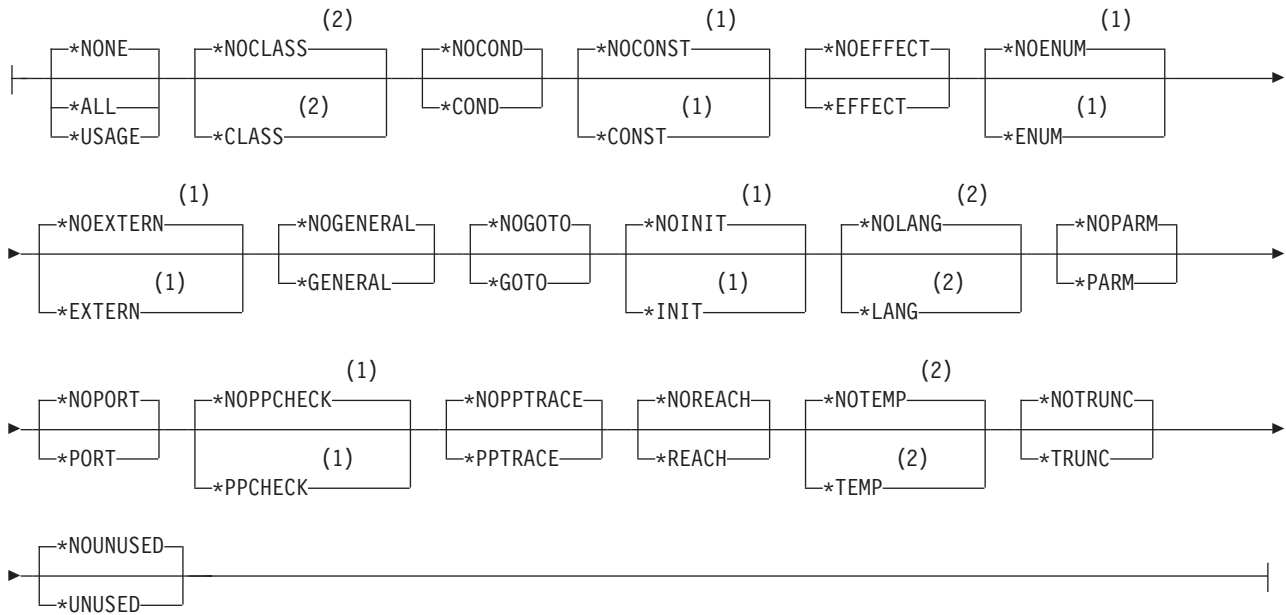 (2) (1) (1)
*NONE *NOCLASS *NOCOND *NOCONST *NOEFFECT *NOENUM
*ALL (2) *COND (1) *EFFECT (1)
*USAGE *CLASS *CONST *ENUM
(1) (1) (2)
*NOEXTERN *NOGENERAL *NOGOTO *NOINIT *NOLANG *NOPARM
(1) *GENERAL *GOTO (1) (2) *PARM
*EXTERN *INIT *LANG
(1) (2)
*NOPORT *NOPPCHECK *NOPPTRACE *NOREACH *NOTEMP *NOTRUNC
*PORT (1) *PPTRACE *REACH (2) *TRUNC
*PPCHECK *TEMP
*NOUNUSED
*UNUSED